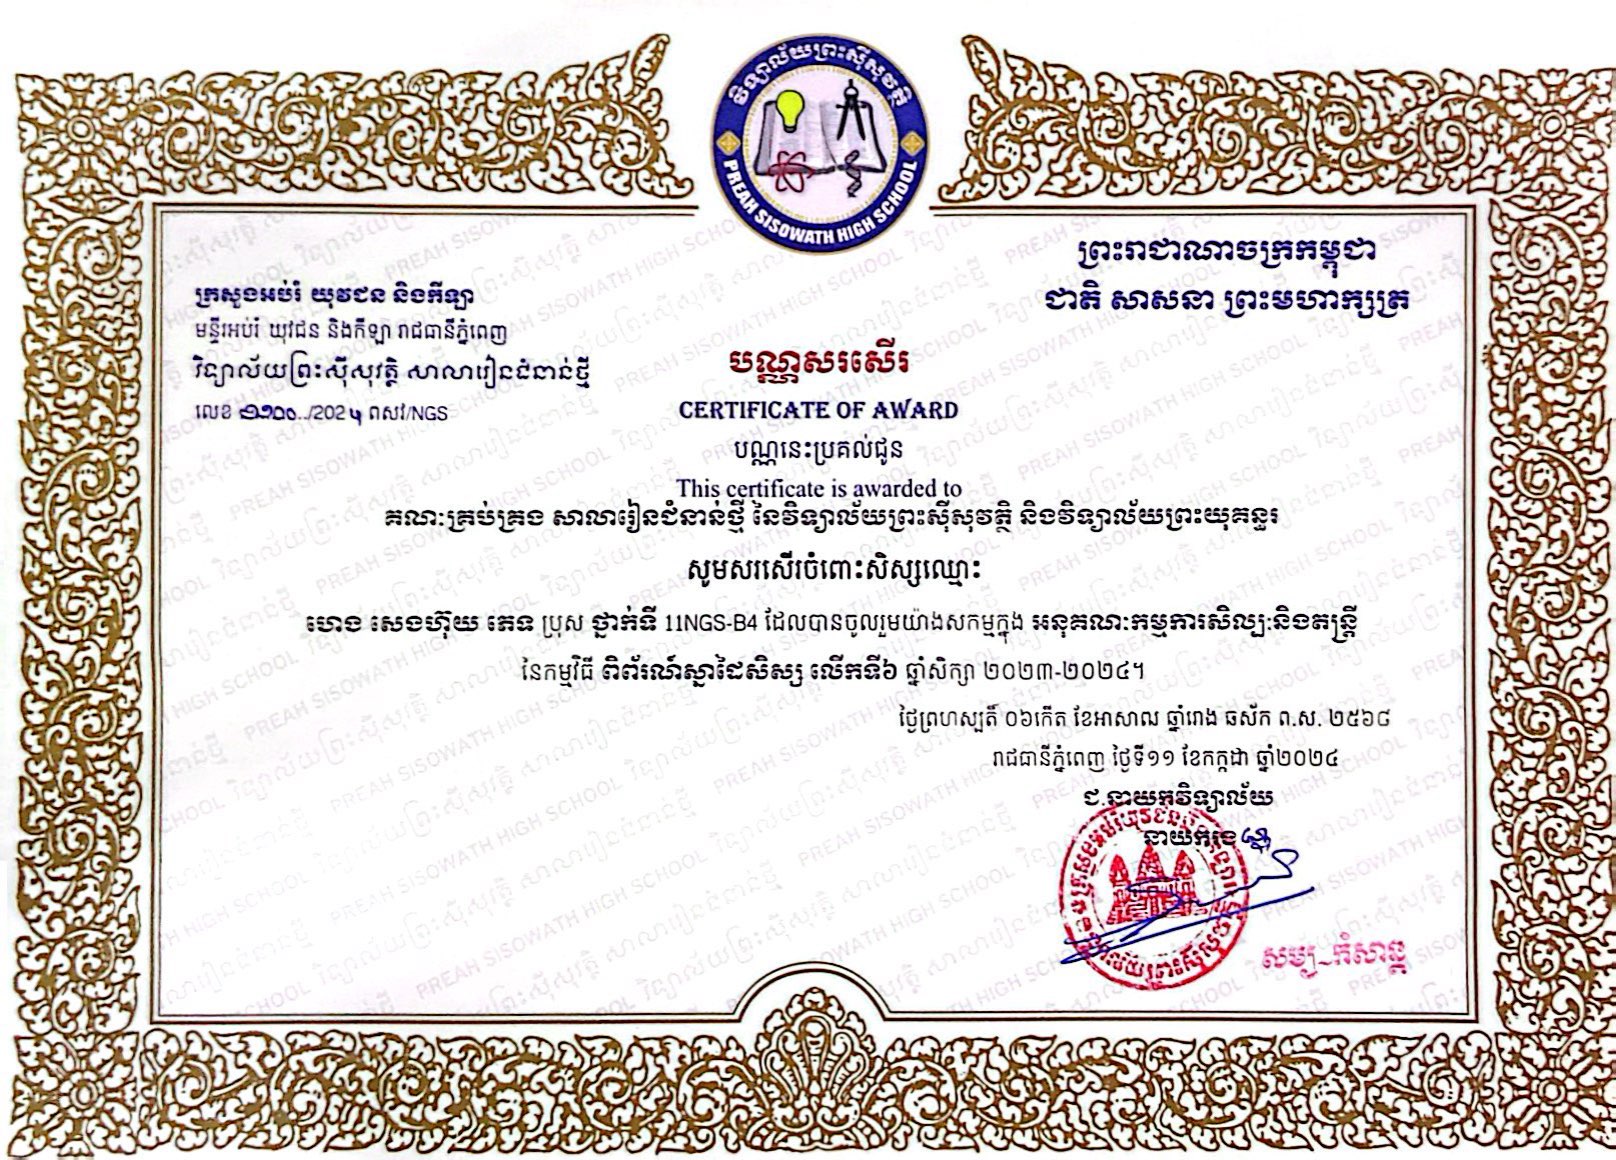 វិទ្យាល័យព្រះស៊ីសុវត្ថិ
PREAH SISOWATH HIGH SCHOOL
ព្រះរាជាណាចក្រកម្ពុជា
ជាតិ សាសនា ព្រះមហាក្សត្រ
ក្រសួងអប់រំ យុវជន និងកីឡា
មន្ទីរអប់រំ យុវជន និងកីឡា រាជធានីភ្នំពេញ
វិទ្យាល័យព្រះស៊ីសុវត្ថិ សាលារៀនជំនាន់ថ្មី
លេខ ../202 ពសវ/NGS
បណ្ណសរសើរ
CERTIFICATE OF AWARD
បណ្ណនេះប្រគល់ជូន
This certificate is awarded to
គណៈគ្រប់គ្រង សាលារៀនជំនាន់ថ្មី នៃវិទ្យាល័យព្រះស៊ីសុវត្ថិ និងវិទ្យាល័យព្រះយុគន្ធរ
សូមសរសើរចំពោះសិស្សឈ្មោះ
ហេង សេងហ៊ុយ ភេទ ប្រុស ថ្នាក់ទី 11NGS-B4 ដែលបានចូលរួមយ៉ាងសកម្មក្នុង អនុគណៈកម្មការសិល្បៈនិងតន្ត្រី
នៃកម្មវិធី ពិព័រណ៍ស្នាដៃសិស្ស លើកទី៦ ឆ្នាំសិក្សា ២០២៣-២០២៤។
ថ្ងៃព្រហស្បតិ៍ ០៦កើត ខែអាសាឍ ឆ្នាំរោង ឆស័ក ព.ស. ២៥៦៨
រាជធានីភ្នំពេញ ថ្ងៃទី១១ ខែកក្កដា ឆ្នាំ២០២៤
ជ.នាយកវិទ្យាល័យ
នាយករង
សម្ប កំសាន្ត